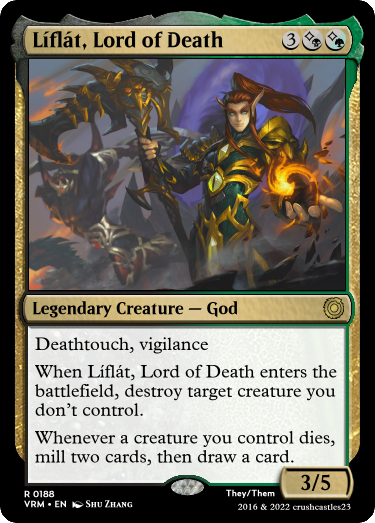 Líflát, Lord of Death 3
Legendary Creature — God
Deathtouch, vigilance
When Líflát, Lord of Death enters the
battlefield, destroy target creature you
don't control.
Whenever a creature you control dies,
mill two cards, then draw a card.
3/5
R 0188
VRM • EN SHU ZHANG
They/Them
2016 & 2022 crushcastles23